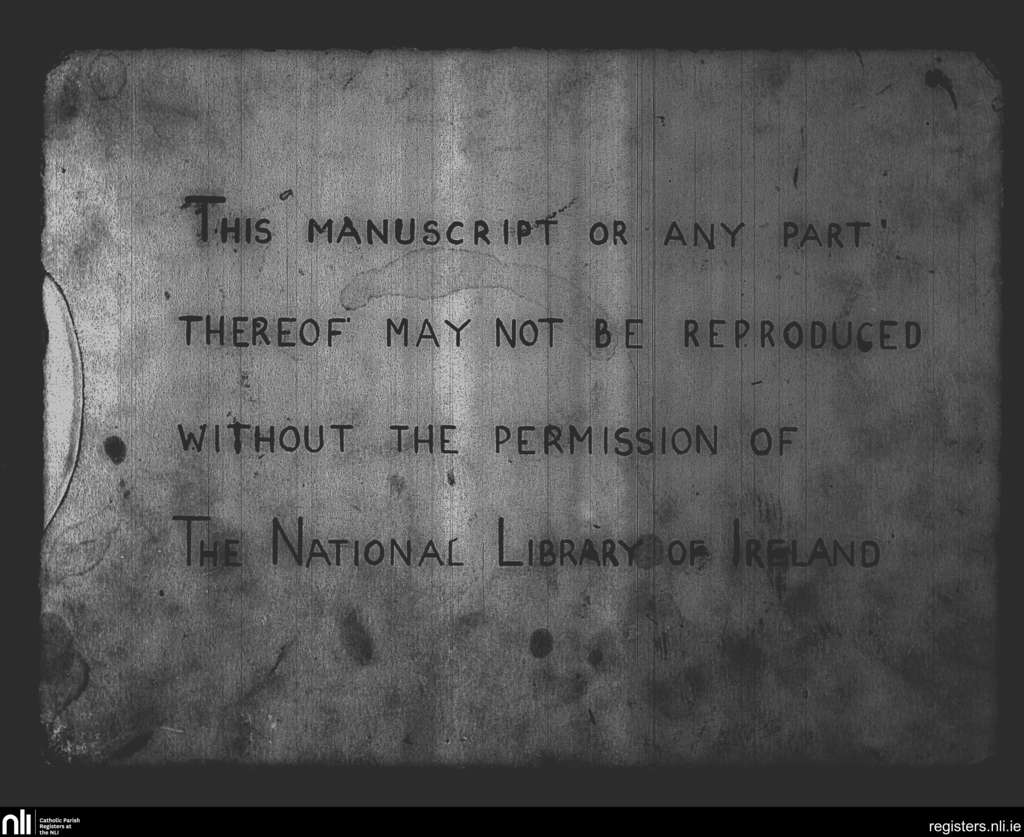 THIS MANUSCRIPT OR ANY PART
THEREOF MAY NOT BE REPRODUCED
WITHOUT THE PERMISSION OF
THE NATIONAL LIBRARY OF IRELAND
nli
Catholic Parish
Registers at
the NLI
registers.nli.ie